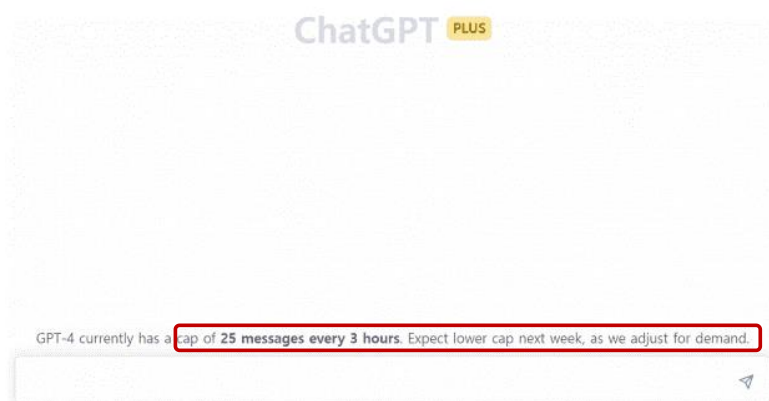 ChatGPT PLUS
GPT-4 currently has a cap of 25 messages every 3 hours. Expect lower cap next week, as we adjust for demand.